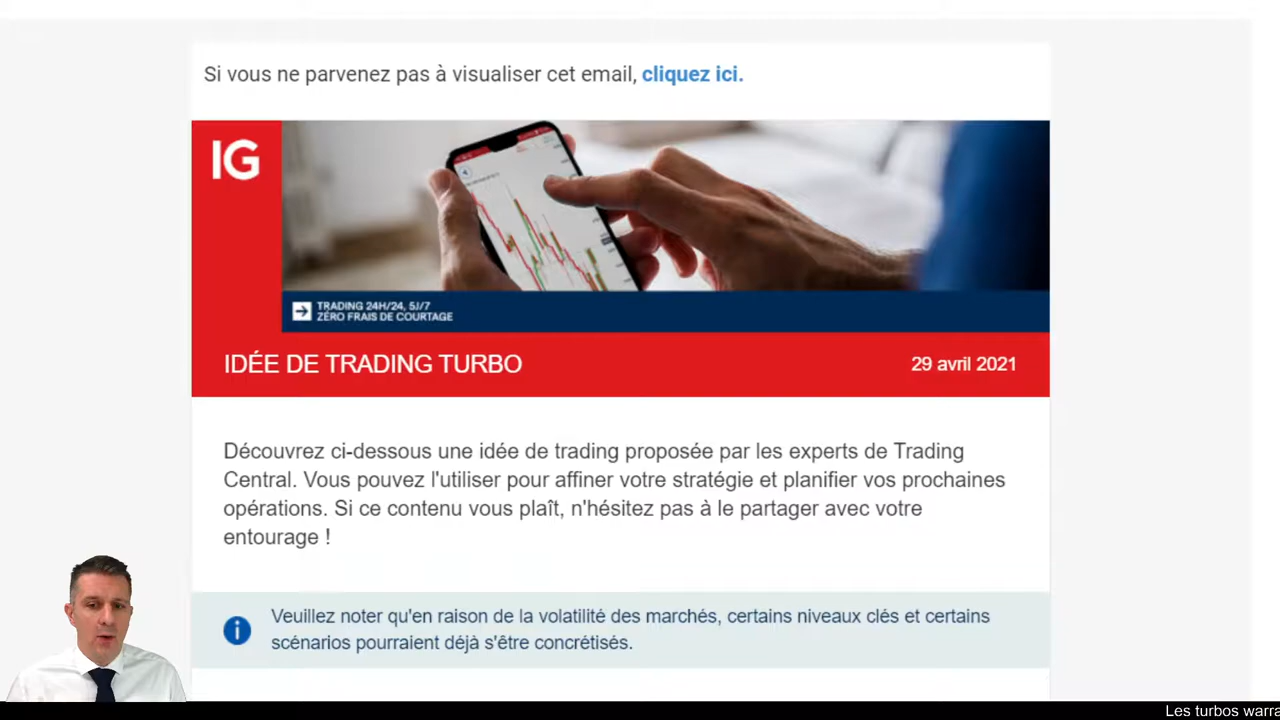 Si vous ne parvenez pas à visualiser cet email, cliquez ici.
IG
TRADING 24H/24, 5J/7
ZÉRO FRAIS DE COURTAGE
IDÉE DE TRADING TURBO
29 avril 2021
Découvrez ci-dessous une idée de trading proposée par les experts de Trading
Central. Vous pouvez l'utiliser pour affiner votre stratégie et planifier vos prochaines
opérations. Si ce contenu vous plaît, n'hésitez pas à le partager avec votre
entourage !
Veuillez noter qu'en raison de la volatilité des marchés, certains niveaux clés et certains
scénarios pourraient déjà s'être concrétisés.
Les turbos warra